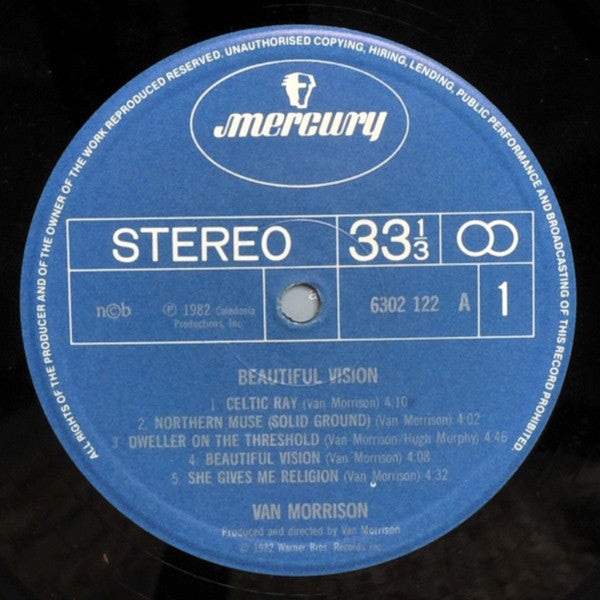 ALL RIGHTS OF THE PRODUCER AND OF THE OWNER OF THE WORK REPRODUCED RESERVED. UNAUTHORISED COPYING, HIRING, LENDING, PUBLIC PERFORMANCE AND BROADCASTING OF THIS RECORD PROHIBITED.
mercury
STEREO 33 1/3
n©b ℗ 1982 Caledonia
Productions, Inc
6302 122 A 1
BEAUTIFUL VISION
1. CELTIC RAY (Van Morrison) 4.10
2. NORTHERN MUSE (SOLID GROUND) (Van Morrison) 4.02
3. DWELLER ON THE THRESHOLD (Van Morrison/Hugh Murphy) 4.46
4. BEAUTIFUL VISION (Van Morrison) 4.08
5. SHE GIVES ME RELIGION (Van Morrison) 4.32
VAN MORRISON
Produced and directed by Van Morrison
© 1982 Warner Bros. Records Inc.